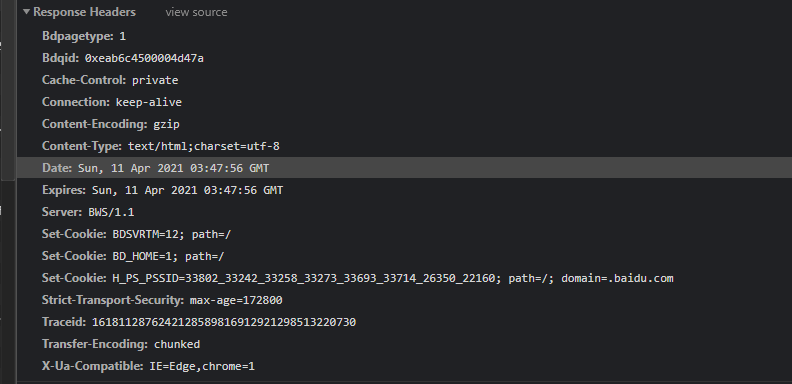 Response Headers view source
Bdpagetype: 1
Bdqid: 0xeab6c4500004d47a
Cache-Control: private
Connection: keep-alive
Content-Encoding: gzip
Content-Type: text/html;charset=utf-8
Date: Sun, 11 Apr 2021 03:47:56 GMT
Expires: Sun, 11 Apr 2021 03:47:56 GMT
Server: BWS/1.1
Set-Cookie: BDSVRTM=12; path=/
Set-Cookie: BD_HOME=1; path=/
Set-Cookie: H_PS_PSSID=33802_33242_33258_33273_33693_33714_26350_22160; path=/; domain=.baidu.com
Strict-Transport-Security: max-age=172800
Traceid: 1618112876242128589816912921298513220730
Transfer-Encoding: chunked
X-Ua-Compatible: IE=Edge,chrome=1